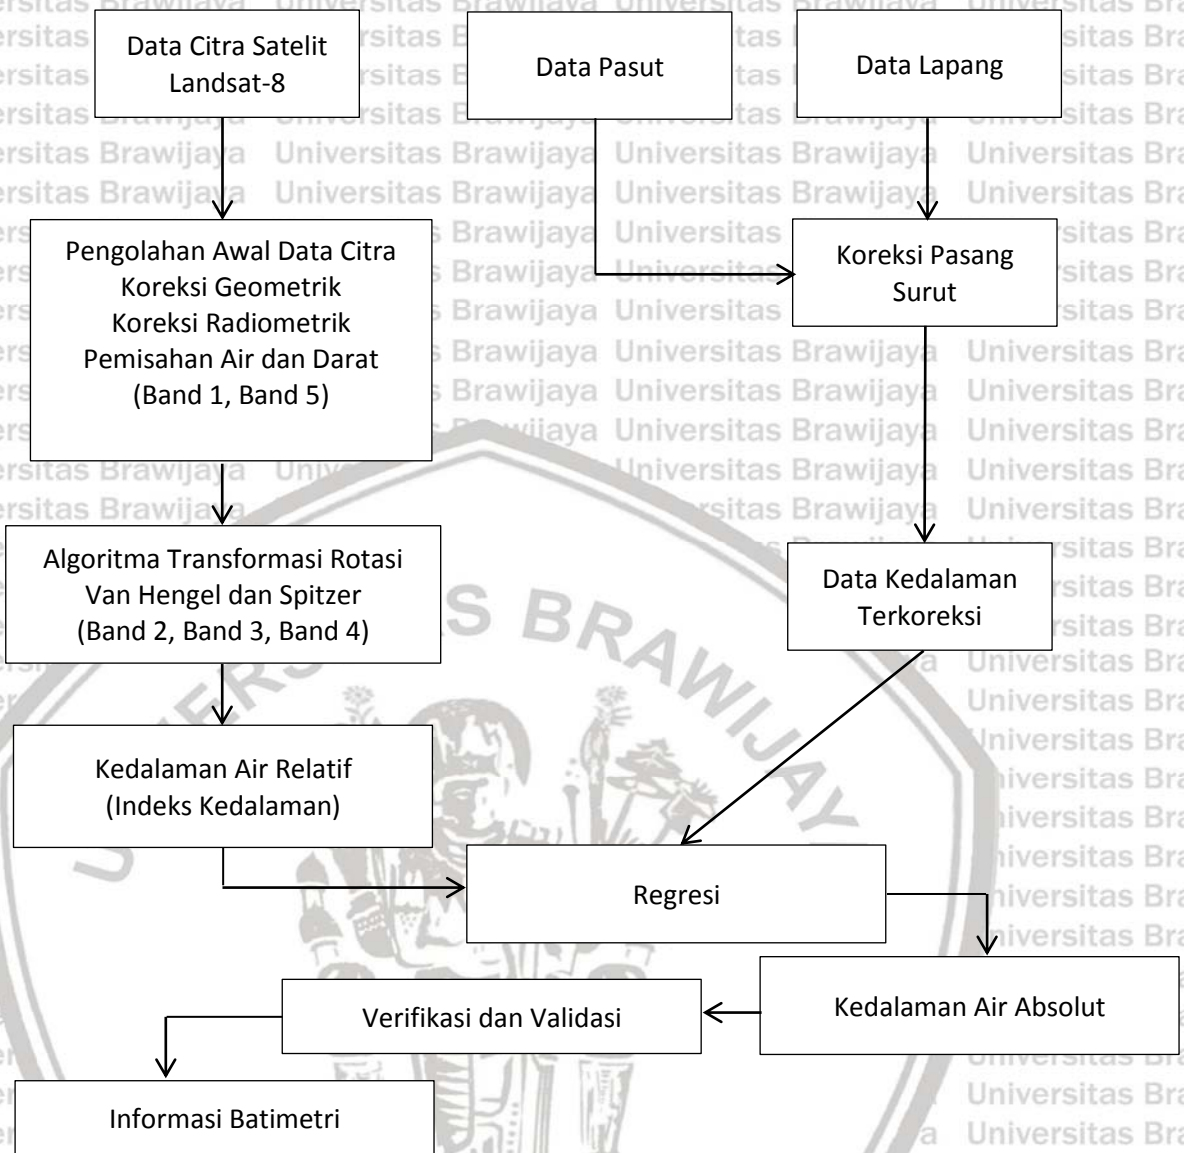 Data Citra Satelit
Landsat-8
Data Pasut
Data Lapang
Pengolahan Awal Data Citra
Koreksi Geometrik
Koreksi Radiometrik
Pemisahan Air dan Darat
(Band 1, Band 5)
Koreksi Pasang
Surut
Algoritma Transformasi Rotasi
Van Hengel dan Spitzer
(Band 2, Band 3, Band 4)
Data Kedalaman
Terkoreksi
Kedalaman Air Relatif
(Indeks Kedalaman)
Regresi
Kedalaman Air Absolut
Verifikasi dan Validasi
Informasi Batimetri